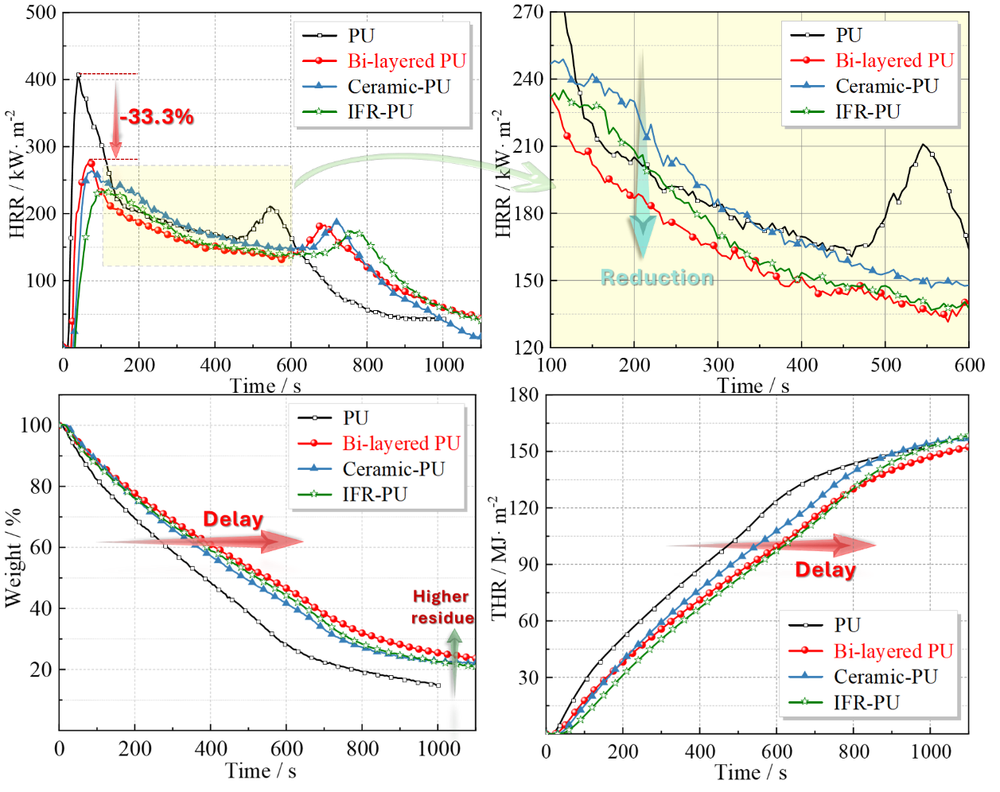 500
400
300
200
100
0
200
400
600
800
1000
HRR / kW· m-2
Time / s
PU
Bi-layered PU
Ceramic-PU
IFR-PU
-33.3%
270
240
210
180
150
120
100
200
300
400
500
600
HRR / kW· m-2
Time / s
PU
Bi-layered PU
Ceramic-PU
IFR-PU
Reduction
100
80
60
40
20
0
200
400
600
800
1000
Weight / %
Time / s
PU
Bi-layered PU
Ceramic-PU
IFR-PU
Delay
Higher
residue
180
150
120
90
60
30
0
200
400
600
800
1000
THR / MJ· m-2
Time / s
Delay
PU
Bi-layered PU
Ceramic-PU
IFR-PU